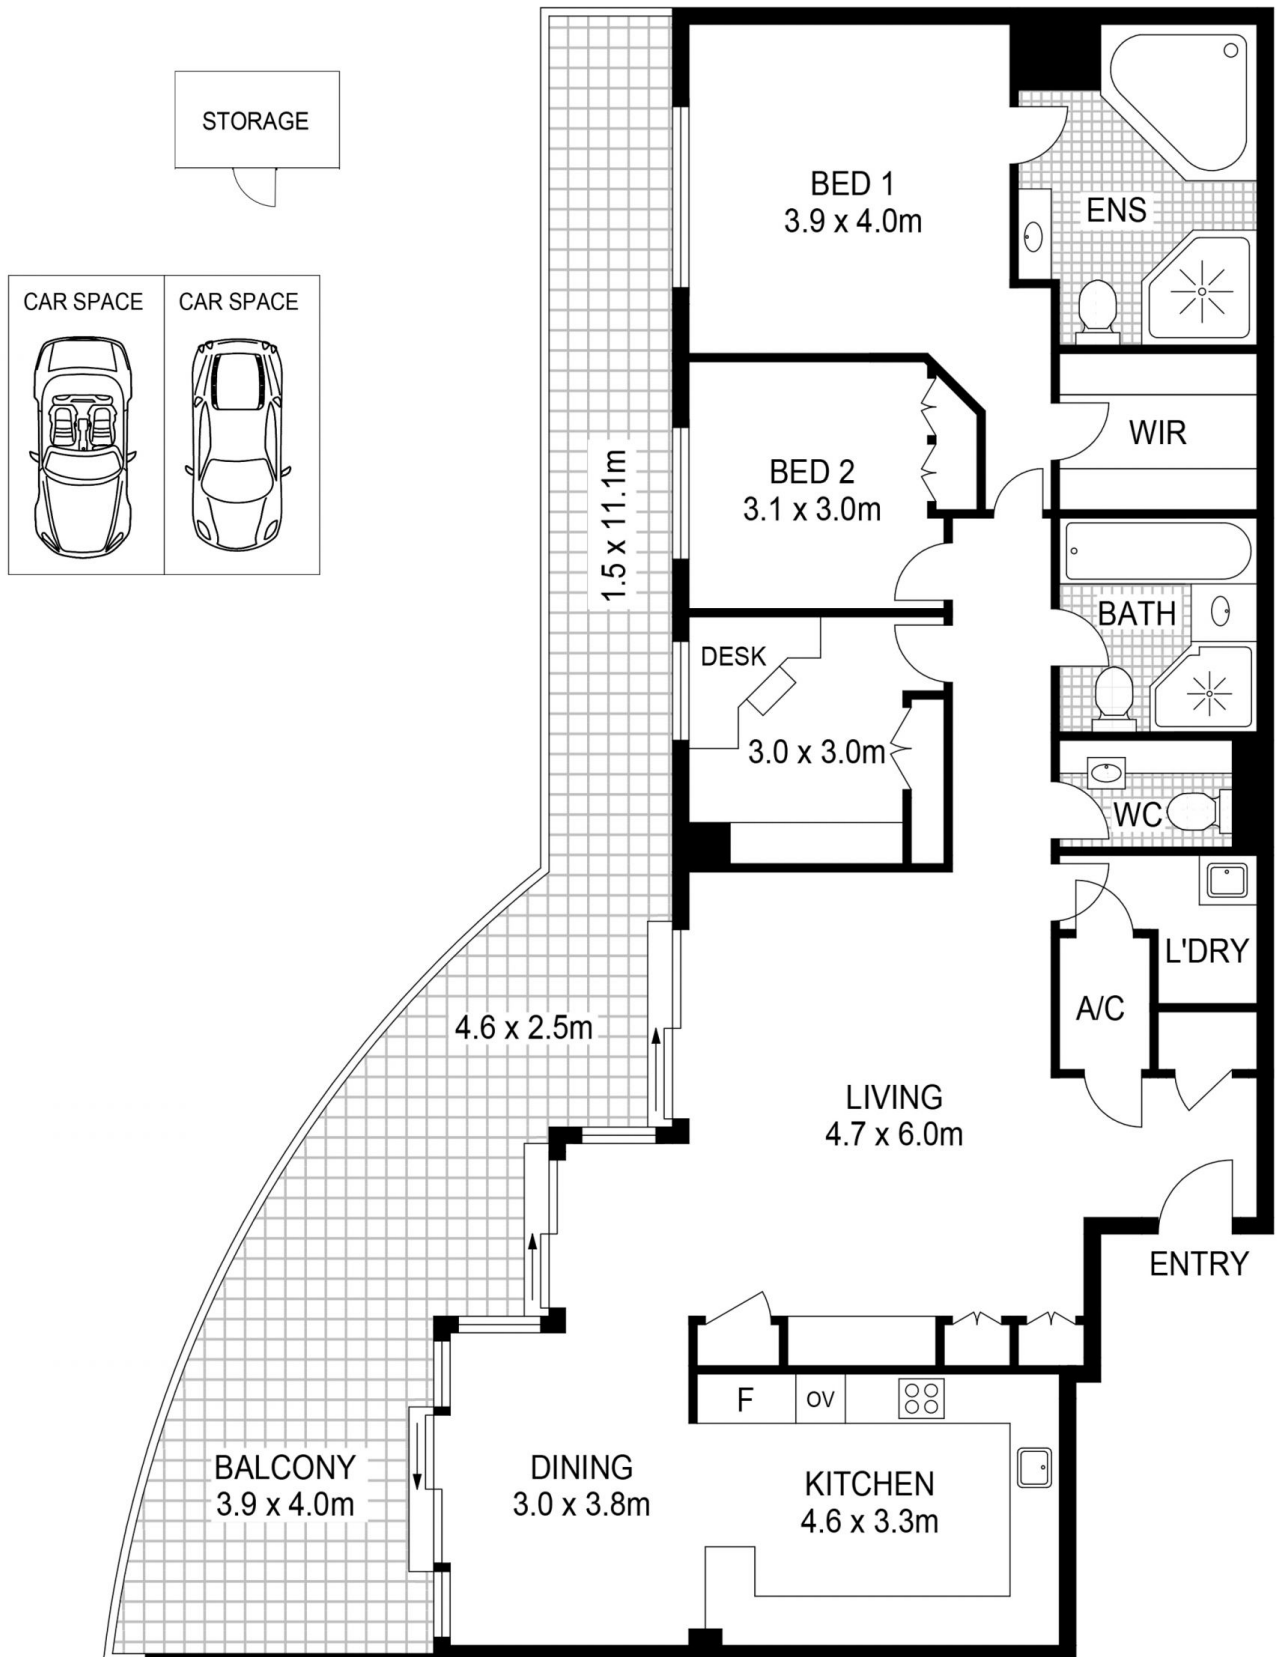 STORAGE
CAR SPACE
CAR SPACE
BED 1
3.9 x 4.0m
ENS
WIR
BED 2
3.1 x 3.0m
1.5 x 11.1m
BATH
DESK
3.0 x 3.0m
WC
L'DRY
A/C
4.6 x 2.5m
LIVING
4.7 x 6.0m
ENTRY
F
OV
BALCONY
3.9 x 4.0m
DINING
3.0 x 3.8m
KITCHEN
4.6 x 3.3m